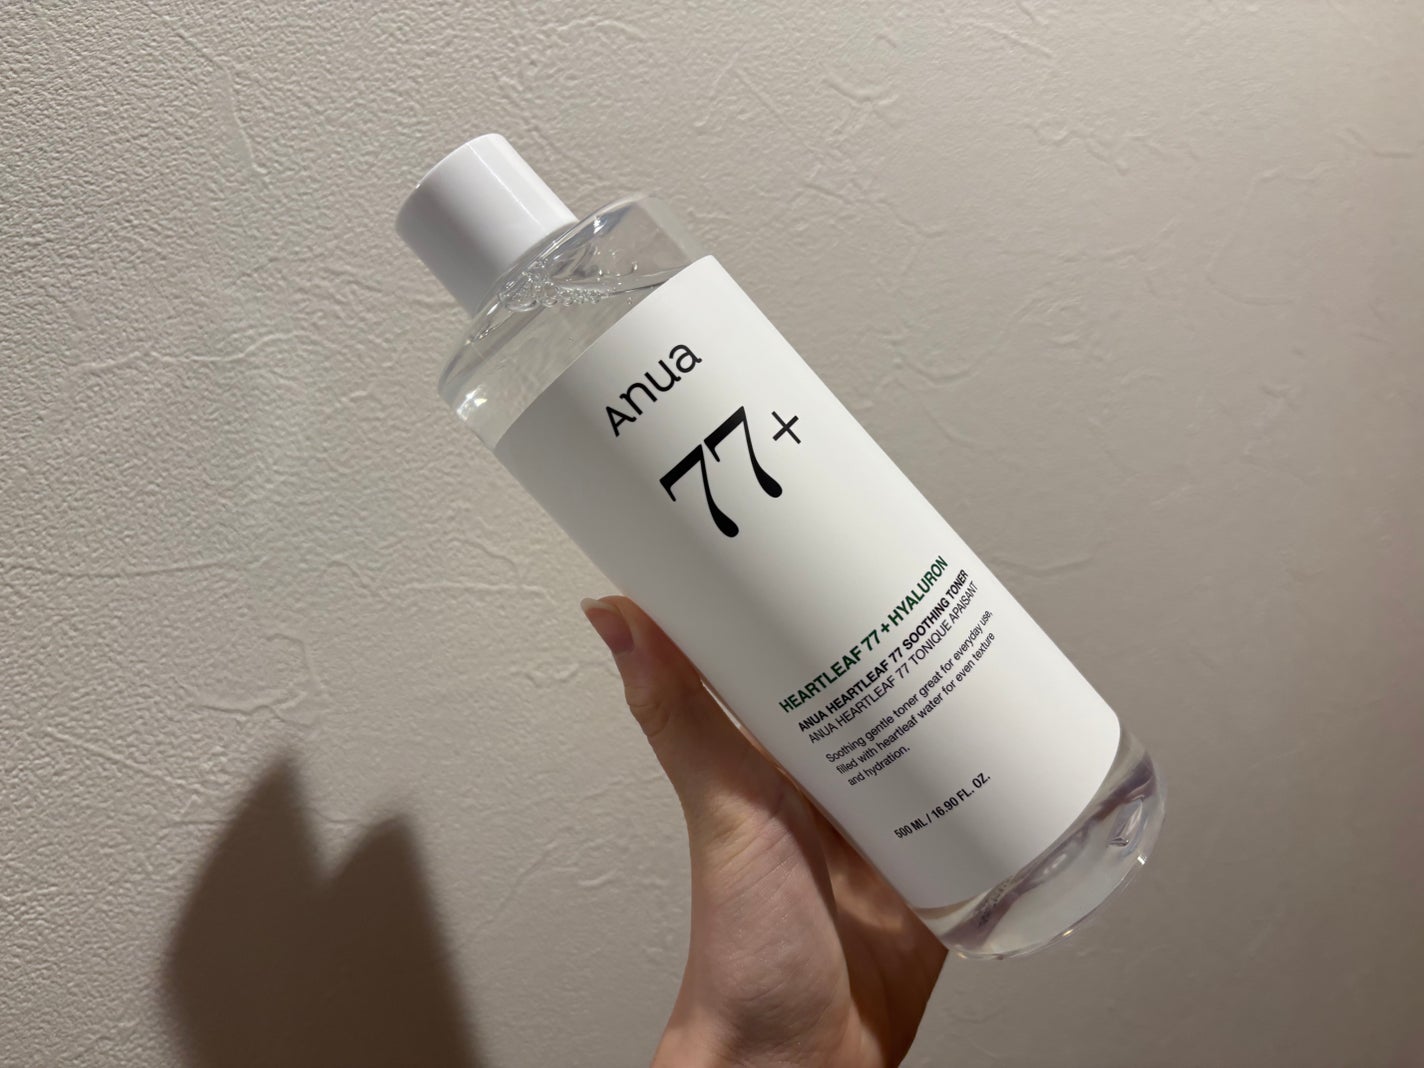 Anua
77+
HEARTLEAF 77 + HYALURON
ANUA HEARTLEAF 77 SOOTHING TONER
ANUA HEARTLEAF 77 TONIQUE APAISANT
Soothing gentle toner great for everyday use,
filled with heartleaf water for even texture
and hydration.
500 ML / 16.90 FL. OZ.